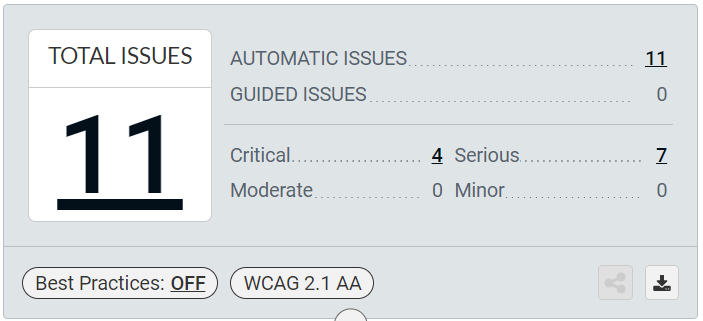 TOTAL ISSUES
11
AUTOMATIC ISSUES 11
GUIDED ISSUES 0
Critical 4 Serious 7
Moderate 0 Minor 0
Best Practices: OFF WCAG 2.1 AA